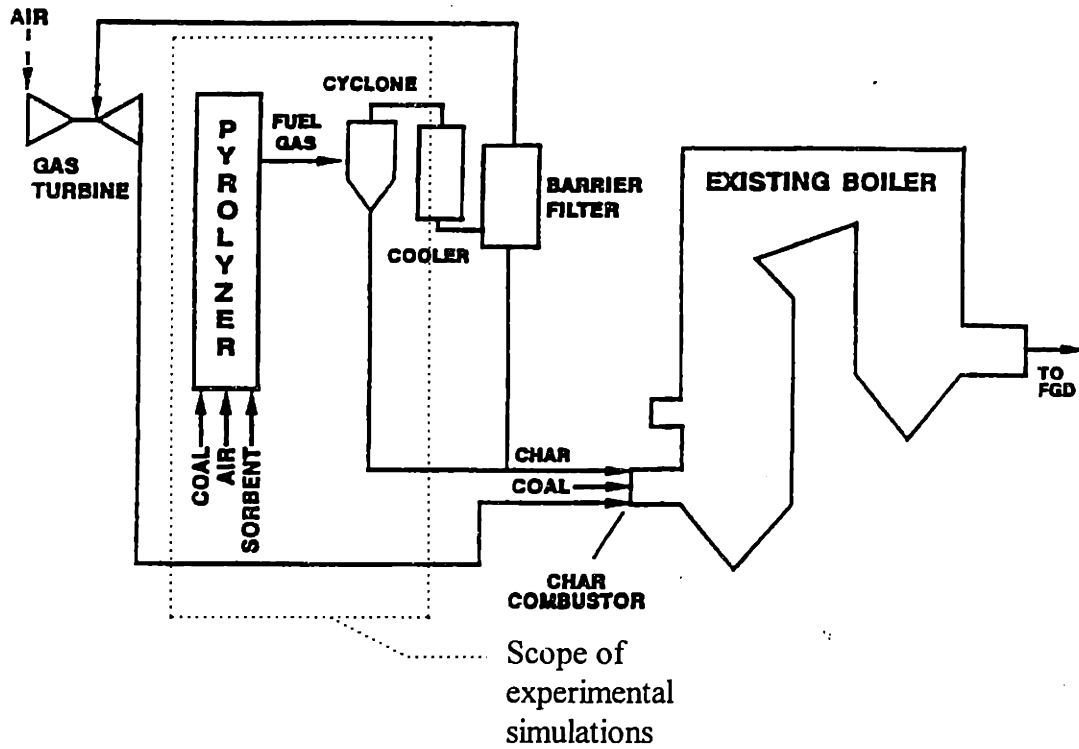 AIR
GAS
TURBINE
PYROLYZER
FUEL
GAS
CYCLONE
COOLER
BARRIER
FILTER
EXISTING BOILER
COAL
AIR
SORBENT
CHAR
COAL
CHAR
COMBUSTOR
TO
FGD
Scope of
experimental
simulations